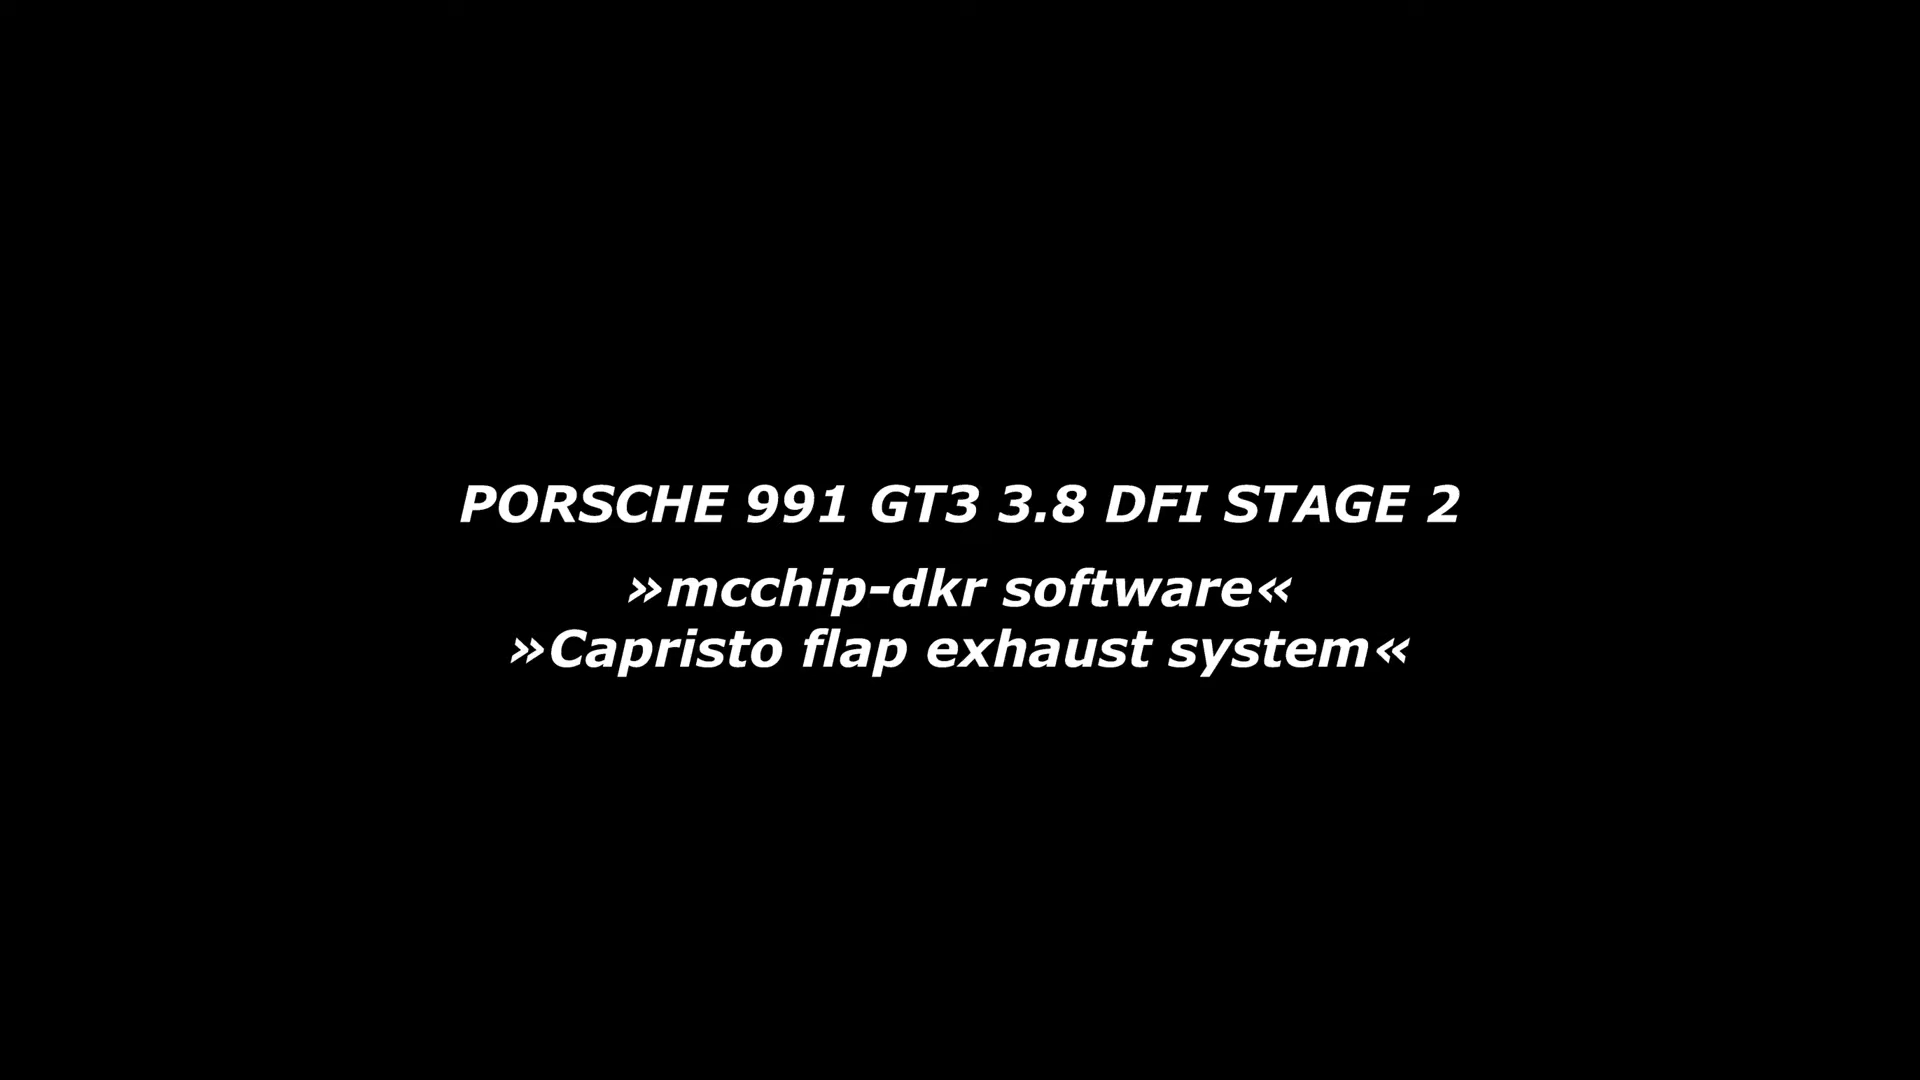 PORSCHE 991 GT3 3.8 DFI STAGE 2
»mcchip-dkr software«
»Capristo flap exhaust system«